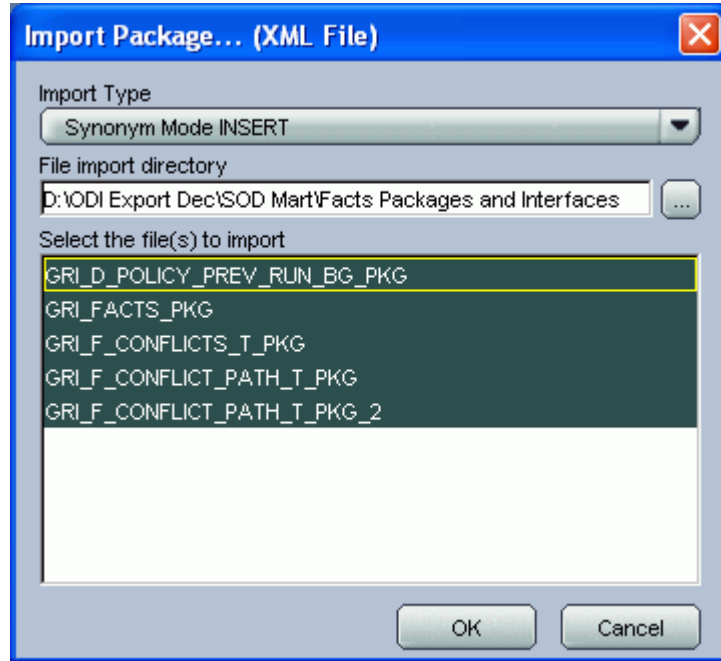 Import Package... (XML File)
Import Type
Synonym Mode INSERT
File import directory
D:\ODI Export Dec\SOD Mart\Facts Packages and Interfaces
...
Select the file(s) to import
GRI_D_POLICY_PREV_RUN_BG_PKG
GRI_FACTS_PKG
GRI_F_CONFLICTS_T_PKG
GRI_F_CONFLICT_PATH_T_PKG
GRI_F_CONFLICT_PATH_T_PKG_2
OK Cancel